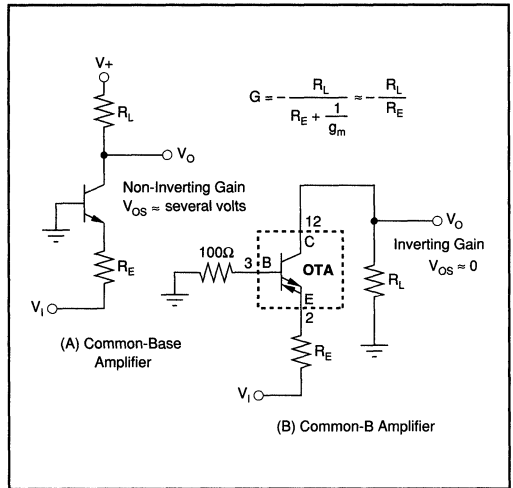 V+
R_L
V_O
Non-Inverting Gain
V_OS ≈ several volts
R_E
V_I
(A) Common-Base
Amplifier
G = - R_L / (R_E + 1/g_m) ≈ - R_L / R_E
12
C
V_O
Inverting Gain
V_OS ≈ 0
100Ω
3
B
OTA
R_L
E
2
R_E
V_I
(B) Common-B Amplifier